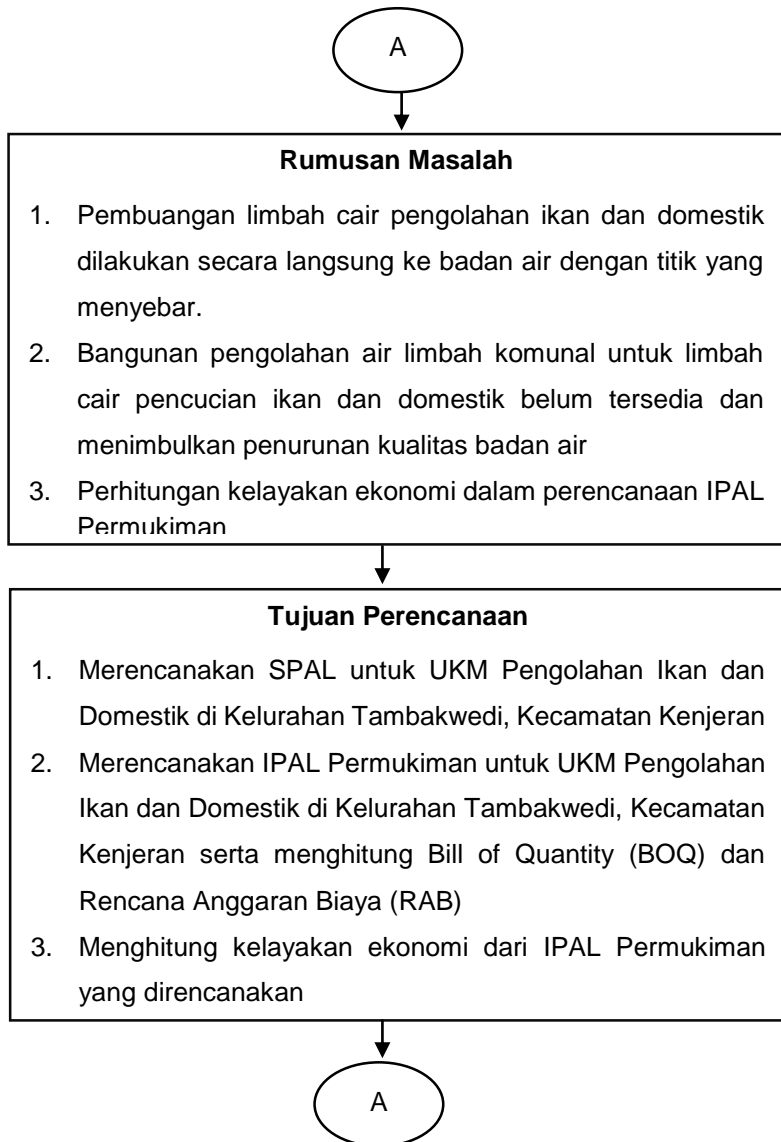 A
Rumusan Masalah
1. Pembuangan limbah cair pengolahan ikan dan domestik
dilakukan secara langsung ke badan air dengan titik yang
menyebar.
2. Bangunan pengolahan air limbah komunal untuk limbah
cair pencucian ikan dan domestik belum tersedia dan
menimbulkan penurunan kualitas badan air
3. Perhitungan kelayakan ekonomi dalam perencanaan IPAL
Permukiman
Tujuan Perencanaan
1. Merencanakan SPAL untuk UKM Pengolahan Ikan dan
Domestik di Kelurahan Tambakwedi, Kecamatan Kenjeran
2. Merencanakan IPAL Permukiman untuk UKM Pengolahan
Ikan dan Domestik di Kelurahan Tambakwedi, Kecamatan
Kenjeran serta menghitung Bill of Quantity (BOQ) dan
Rencana Anggaran Biaya (RAB)
3. Menghitung kelayakan ekonomi dari IPAL Permukiman
yang direncanakan
A